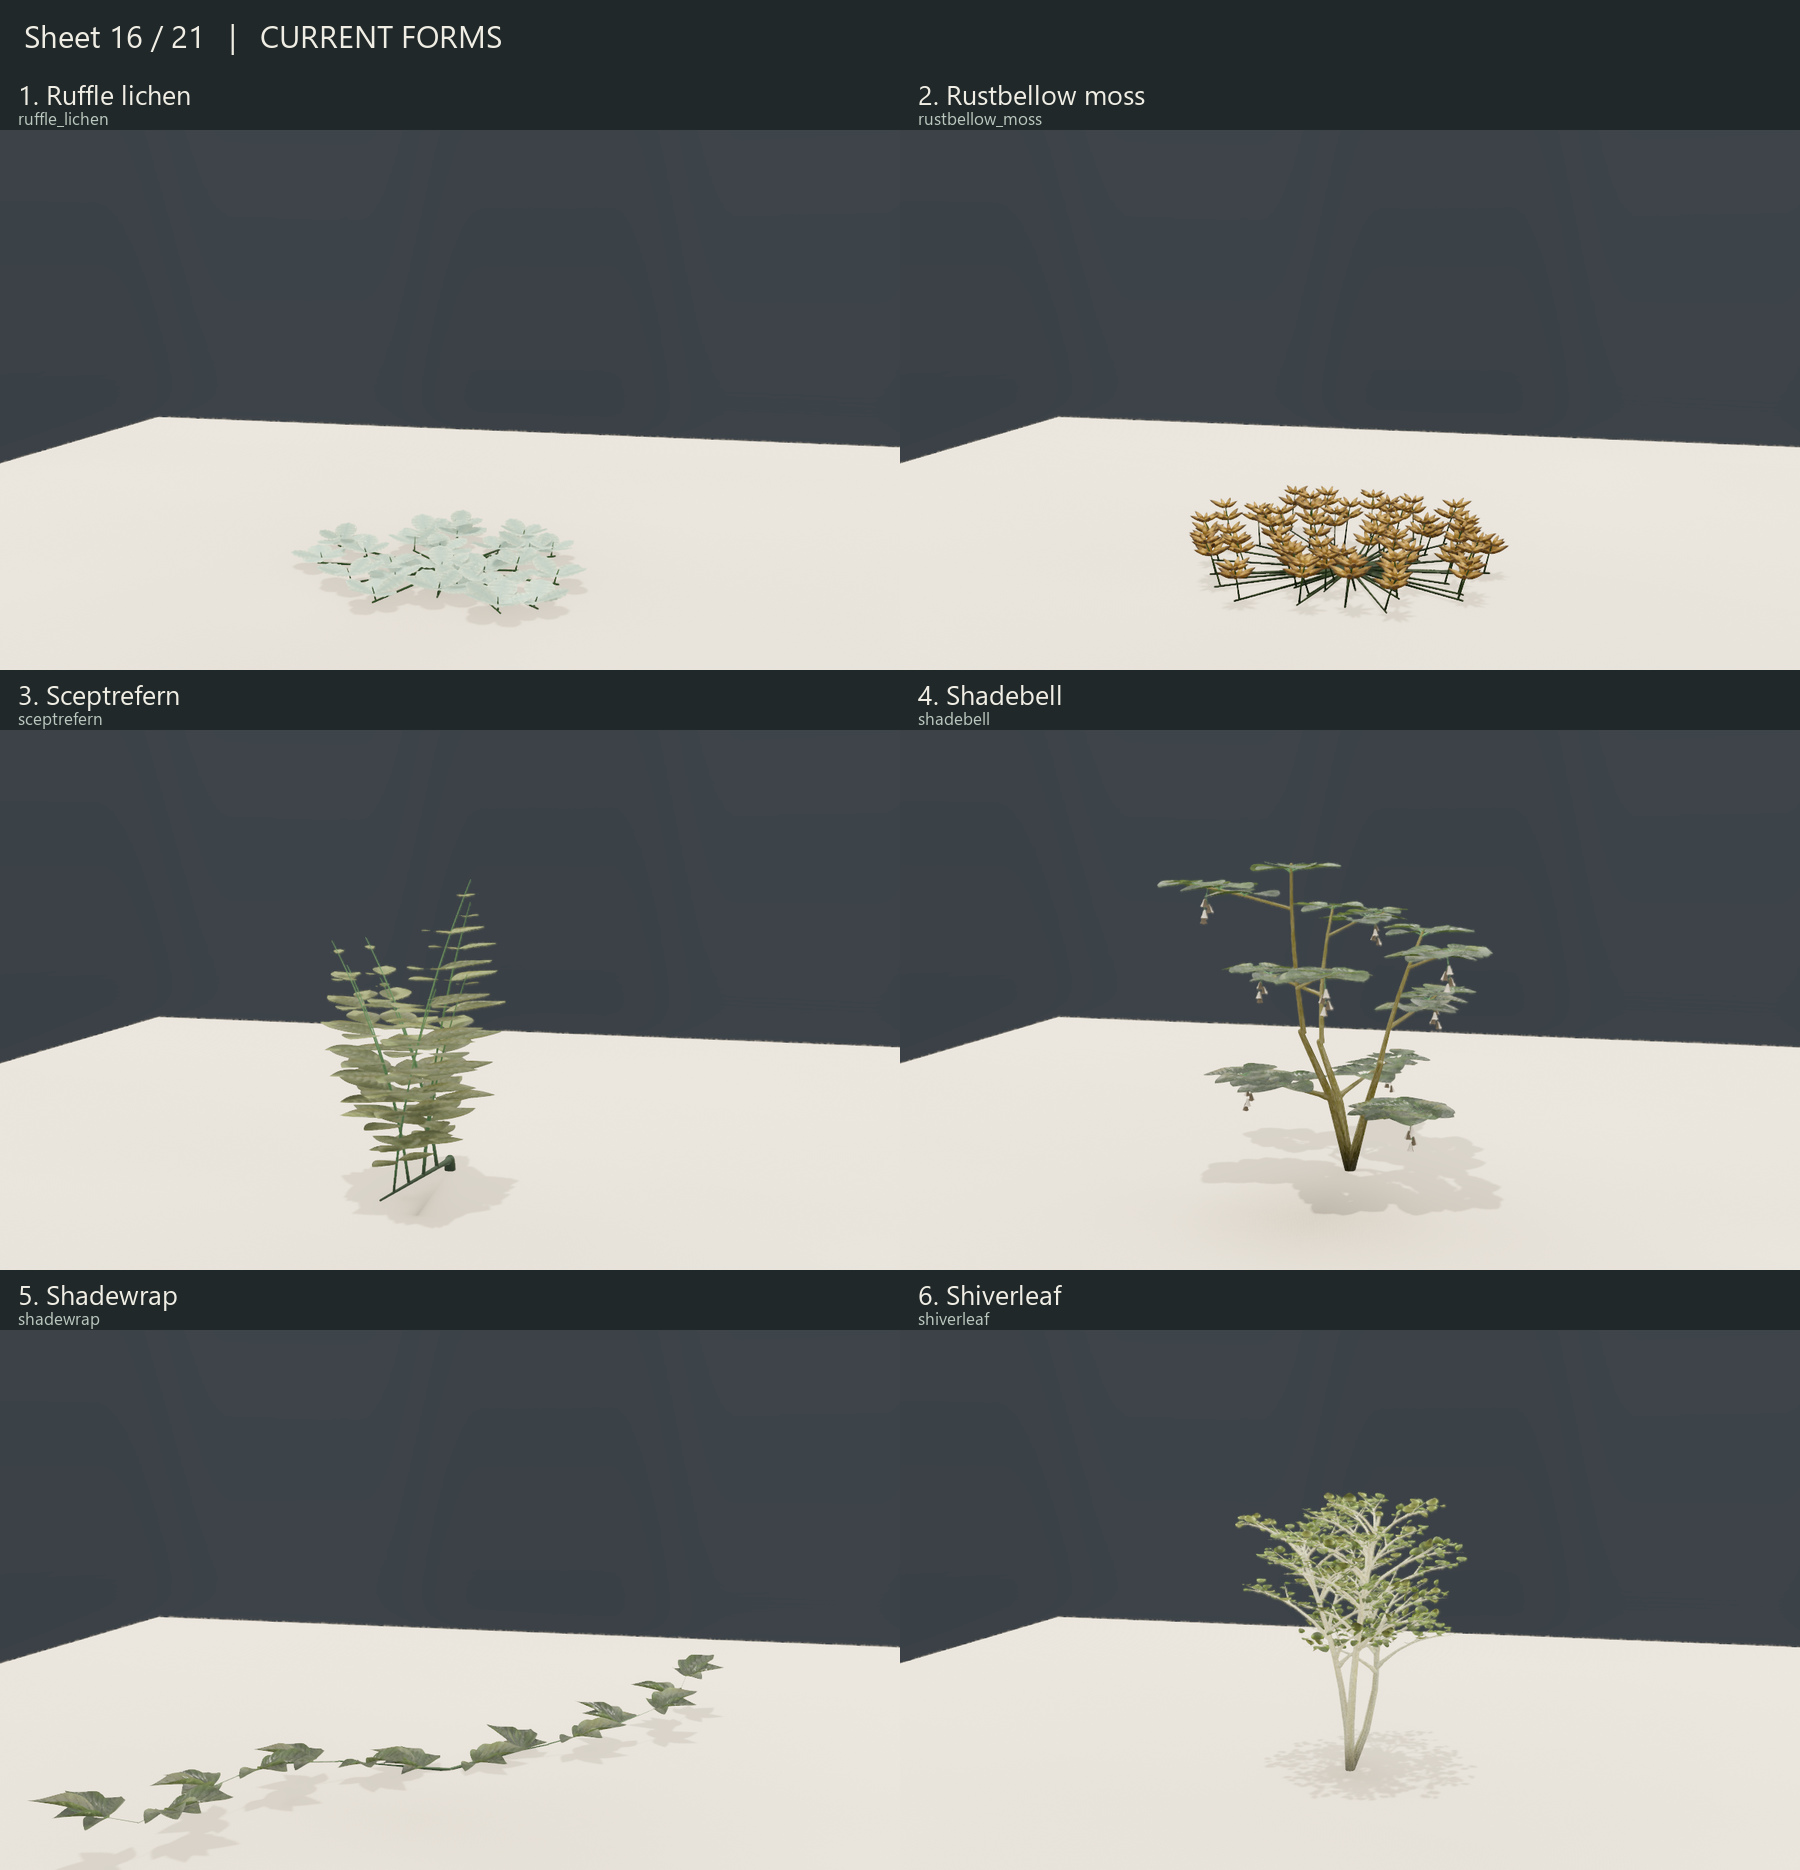 Sheet 16 / 21 | CURRENT FORMS
1. Ruffle lichen
ruffle_lichen
2. Rustbellow moss
rustbellow_moss
3. Sceptrefern
sceptrefern
4. Shadebell
shadebell
5. Shadewrap
shadewrap
6. Shiverleaf
shiverleaf